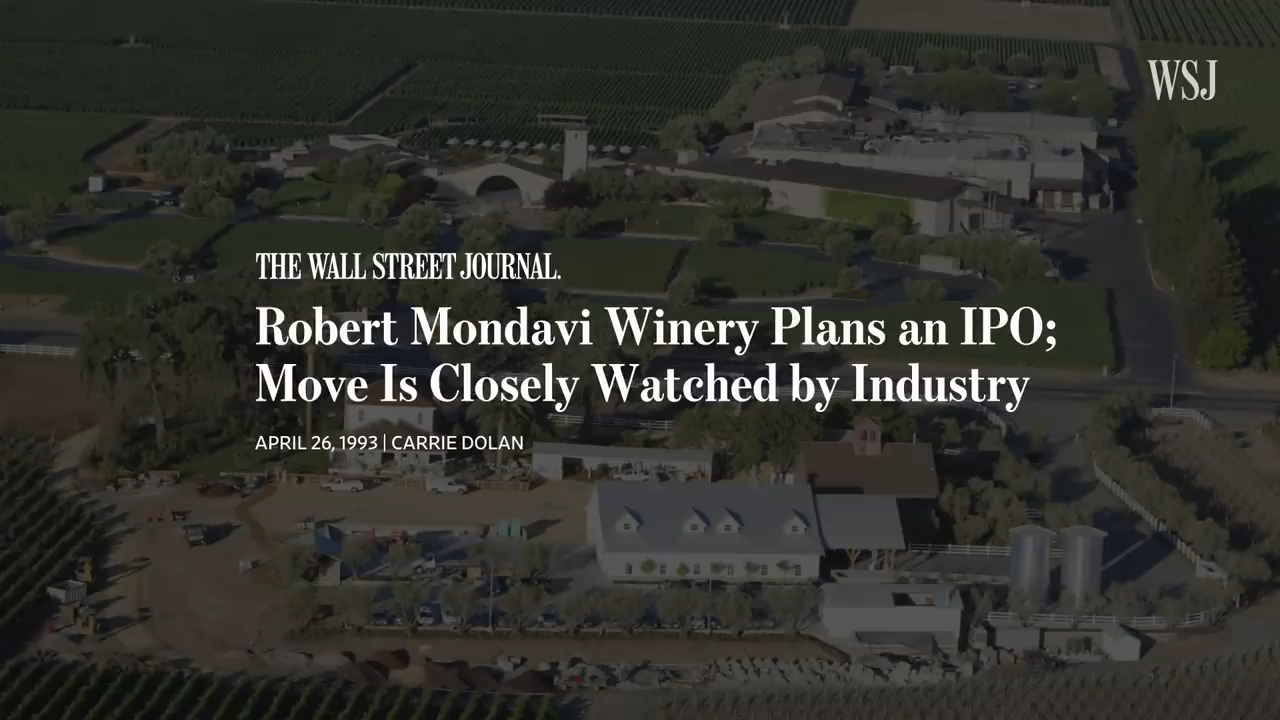 WSJ
THE WALL STREET JOURNAL.
Robert Mondavi Winery Plans an IPO;
Move Is Closely Watched by Industry
APRIL 26, 1993 | CARRIE DOLAN